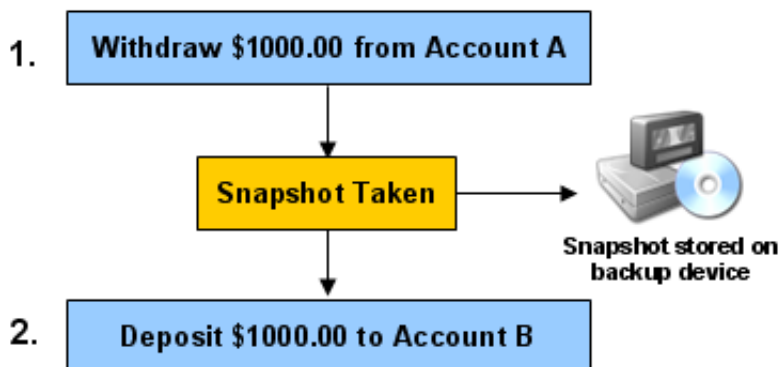 1.
Withdraw $1000.00 from Account A
Snapshot Taken
Snapshot stored on
backup device
2.
Deposit $1000.00 to Account B